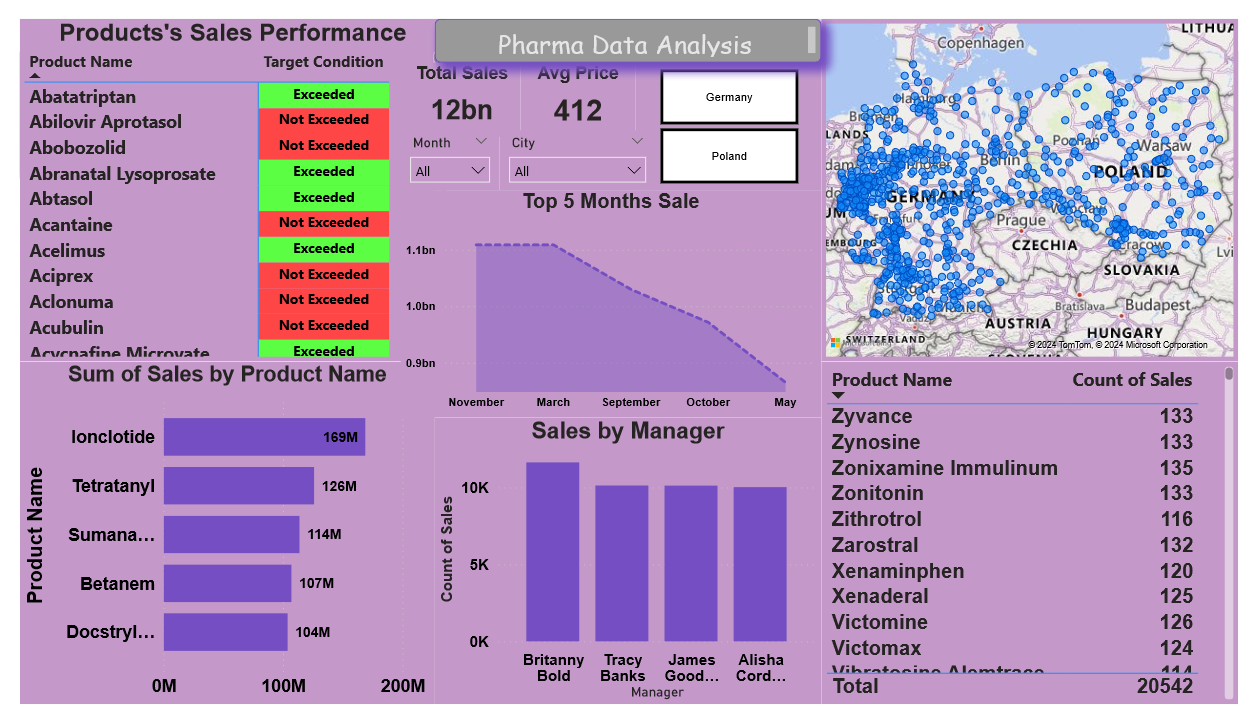 Products's Sales Performance
Product Name Target Condition
Abatatriptan Exceeded
Abilovir Aprotasol Not Exceeded
Abobozolid Not Exceeded
Abranatal Lysoprosate Exceeded
Abtasol Exceeded
Acantaine Not Exceeded
Acelimus Exceeded
Aciprex Not Exceeded
Aclonuma Not Exceeded
Acubulin Not Exceeded
Acycnafine Microvate Exceeded
Pharma Data Analysis
Total Sales
12bn
Avg Price
412
Month
All
City
All
Germany
Poland
Top 5 Months Sale
1.1bn
1.0bn
0.9bn
November March September October May
LITHUA
Copenhagen
Hamburg
LANDS
Berlin
Poznań
Warsaw
POLAND
GERMANY
Frankfurt
Prague
EMBOURG
CZECHIA
Cracow
SLOVAKIA
Lvi
Stuttgart
Bratislava
Budapest
Vaduz
AUSTRIA
HUNGARY
SWITZERLAND
© 2024 TomTom, © 2024 Microsoft Corporation
SLOVENIA
Sum of Sales by Product Name
Product Name
Ionclotide 169M
Tetratanyl 126M
Sumana… 114M
Betanem 107M
Docstryl… 104M
0M 100M 200M
Sales by Manager
Count of Sales
10K
5K
0K
Britanny Tracy James Alisha
Bold Banks Good… Cord…
Manager
Product Name Count of Sales
Zyvance 133
Zynosine 133
Zonixamine Immulinum 135
Zonitonin 133
Zithrotrol 116
Zarostral 132
Xenaminphen 120
Xenaderal 125
Victomine 126
Victomax 124
Vibratosine Alemtrace 114
Total 20542